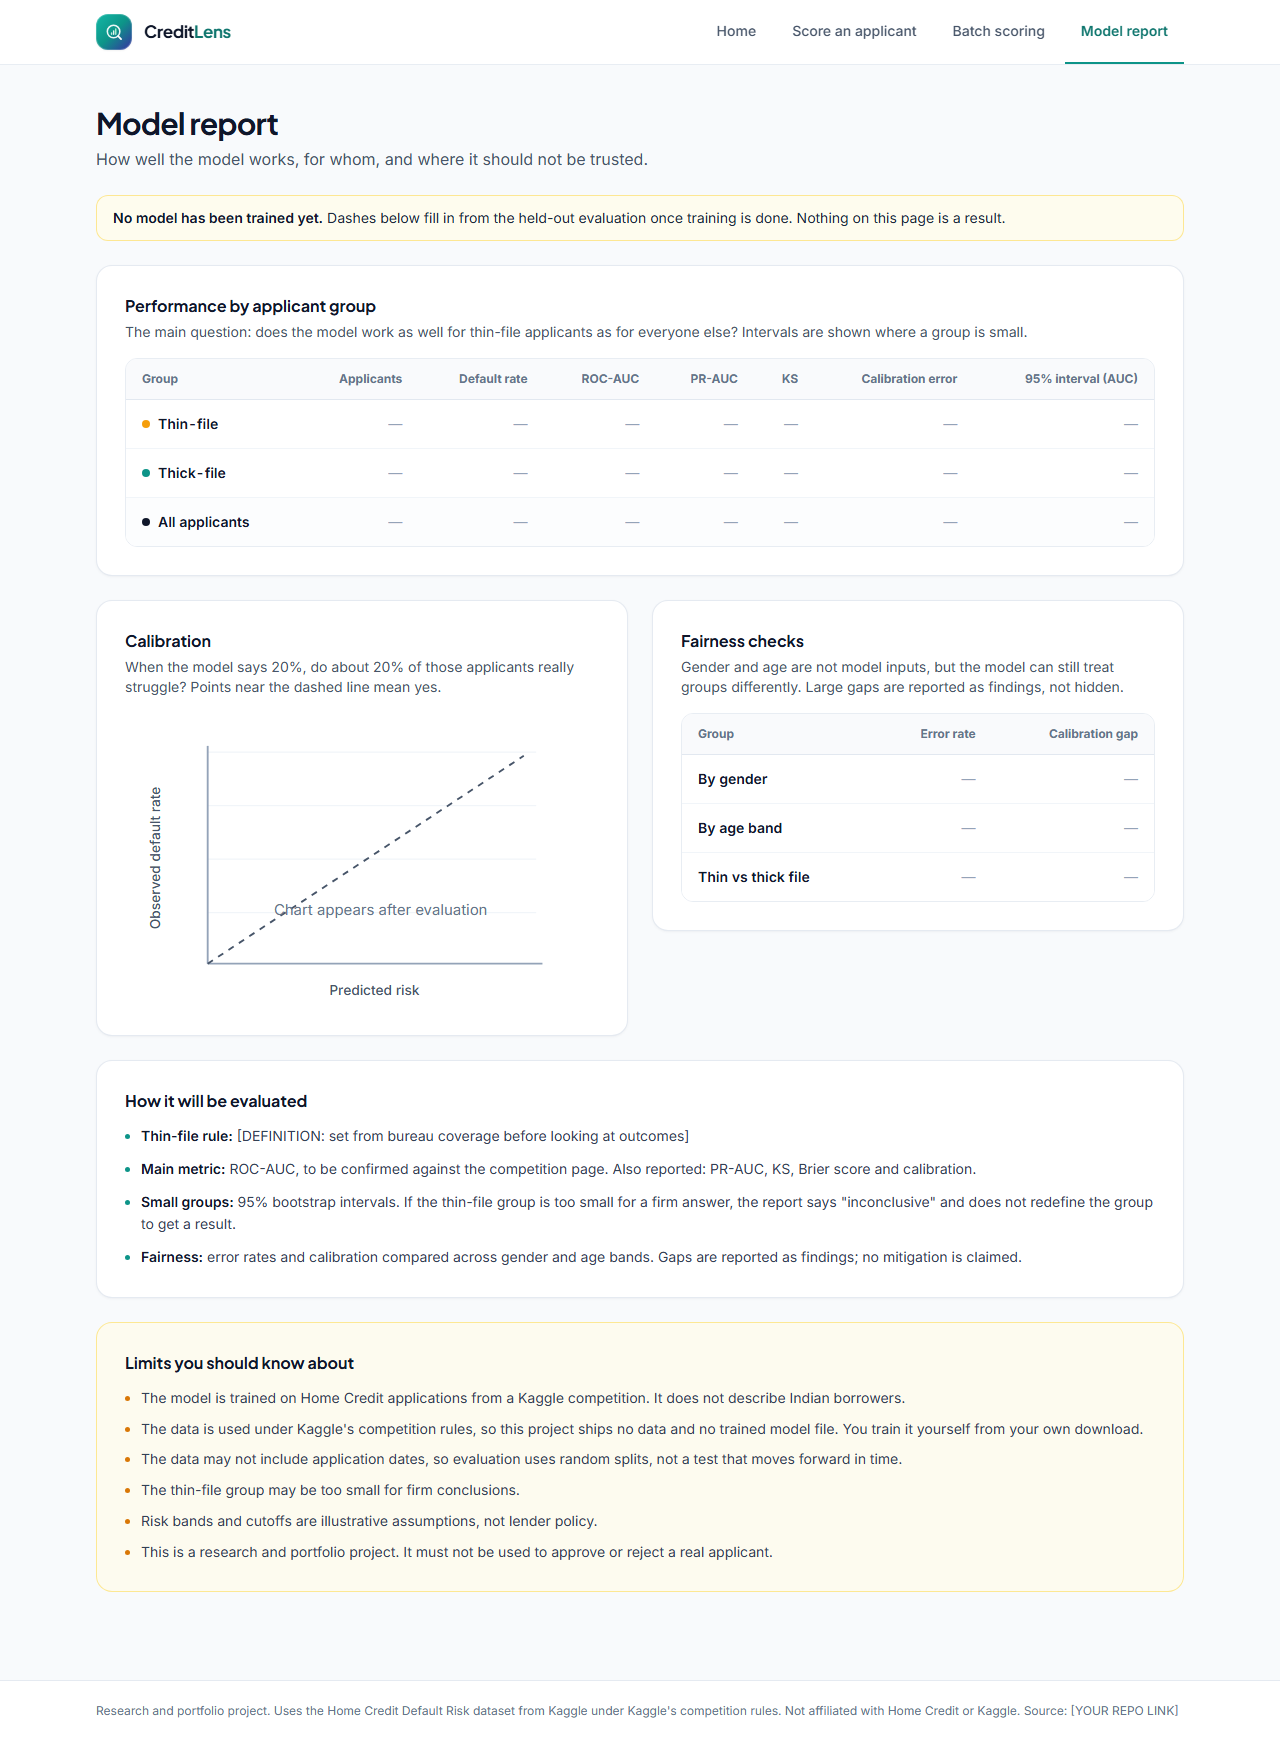 CreditLens
Home
Score an applicant
Batch scoring
Model report
Model report
How well the model works, for whom, and where it should not be trusted.
No model has been trained yet. Dashes below fill in from the held-out evaluation once training is done. Nothing on this page is a result.
Performance by applicant group
The main question: does the model work as well for thin-file applicants as for everyone else? Intervals are shown where a group is small.
Group Applicants Default rate ROC-AUC PR-AUC KS Calibration error 95% interval (AUC)
Thin-file — — — — — — —
Thick-file — — — — — — —
All applicants — — — — — — —
Calibration
When the model says 20%, do about 20% of those applicants really
struggle? Points near the dashed line mean yes.
Observed default rate
Chart appears after evaluation
Predicted risk
Fairness checks
Gender and age are not model inputs, but the model can still treat
groups differently. Large gaps are reported as findings, not hidden.
Group Error rate Calibration gap
By gender — —
By age band — —
Thin vs thick file — —
How it will be evaluated
Thin-file rule: [DEFINITION: set from bureau coverage before looking at outcomes]
Main metric: ROC-AUC, to be confirmed against the competition page. Also reported: PR-AUC, KS, Brier score and calibration.
Small groups: 95% bootstrap intervals. If the thin-file group is too small for a firm answer, the report says "inconclusive" and does not redefine the group
to get a result.
Fairness: error rates and calibration compared across gender and age bands. Gaps are reported as findings; no mitigation is claimed.
Limits you should know about
The model is trained on Home Credit applications from a Kaggle competition. It does not describe Indian borrowers.
The data is used under Kaggle's competition rules, so this project ships no data and no trained model file. You train it yourself from your own download.
The data may not include application dates, so evaluation uses random splits, not a test that moves forward in time.
The thin-file group may be too small for firm conclusions.
Risk bands and cutoffs are illustrative assumptions, not lender policy.
This is a research and portfolio project. It must not be used to approve or reject a real applicant.
Research and portfolio project. Uses the Home Credit Default Risk dataset from Kaggle under Kaggle's competition rules. Not affiliated with Home Credit or Kaggle. Source: [YOUR REPO LINK]